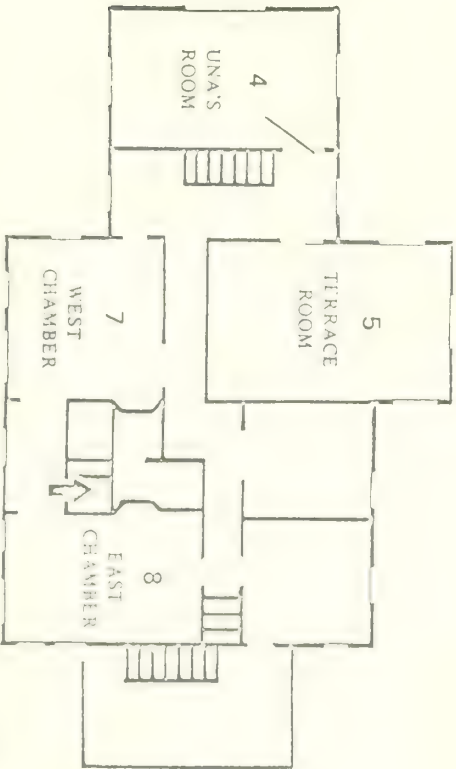 4
UNA'S
ROOM
5
TERRACE
ROOM
7
WEST
CHAMBER
8
EAST
CHAMBER